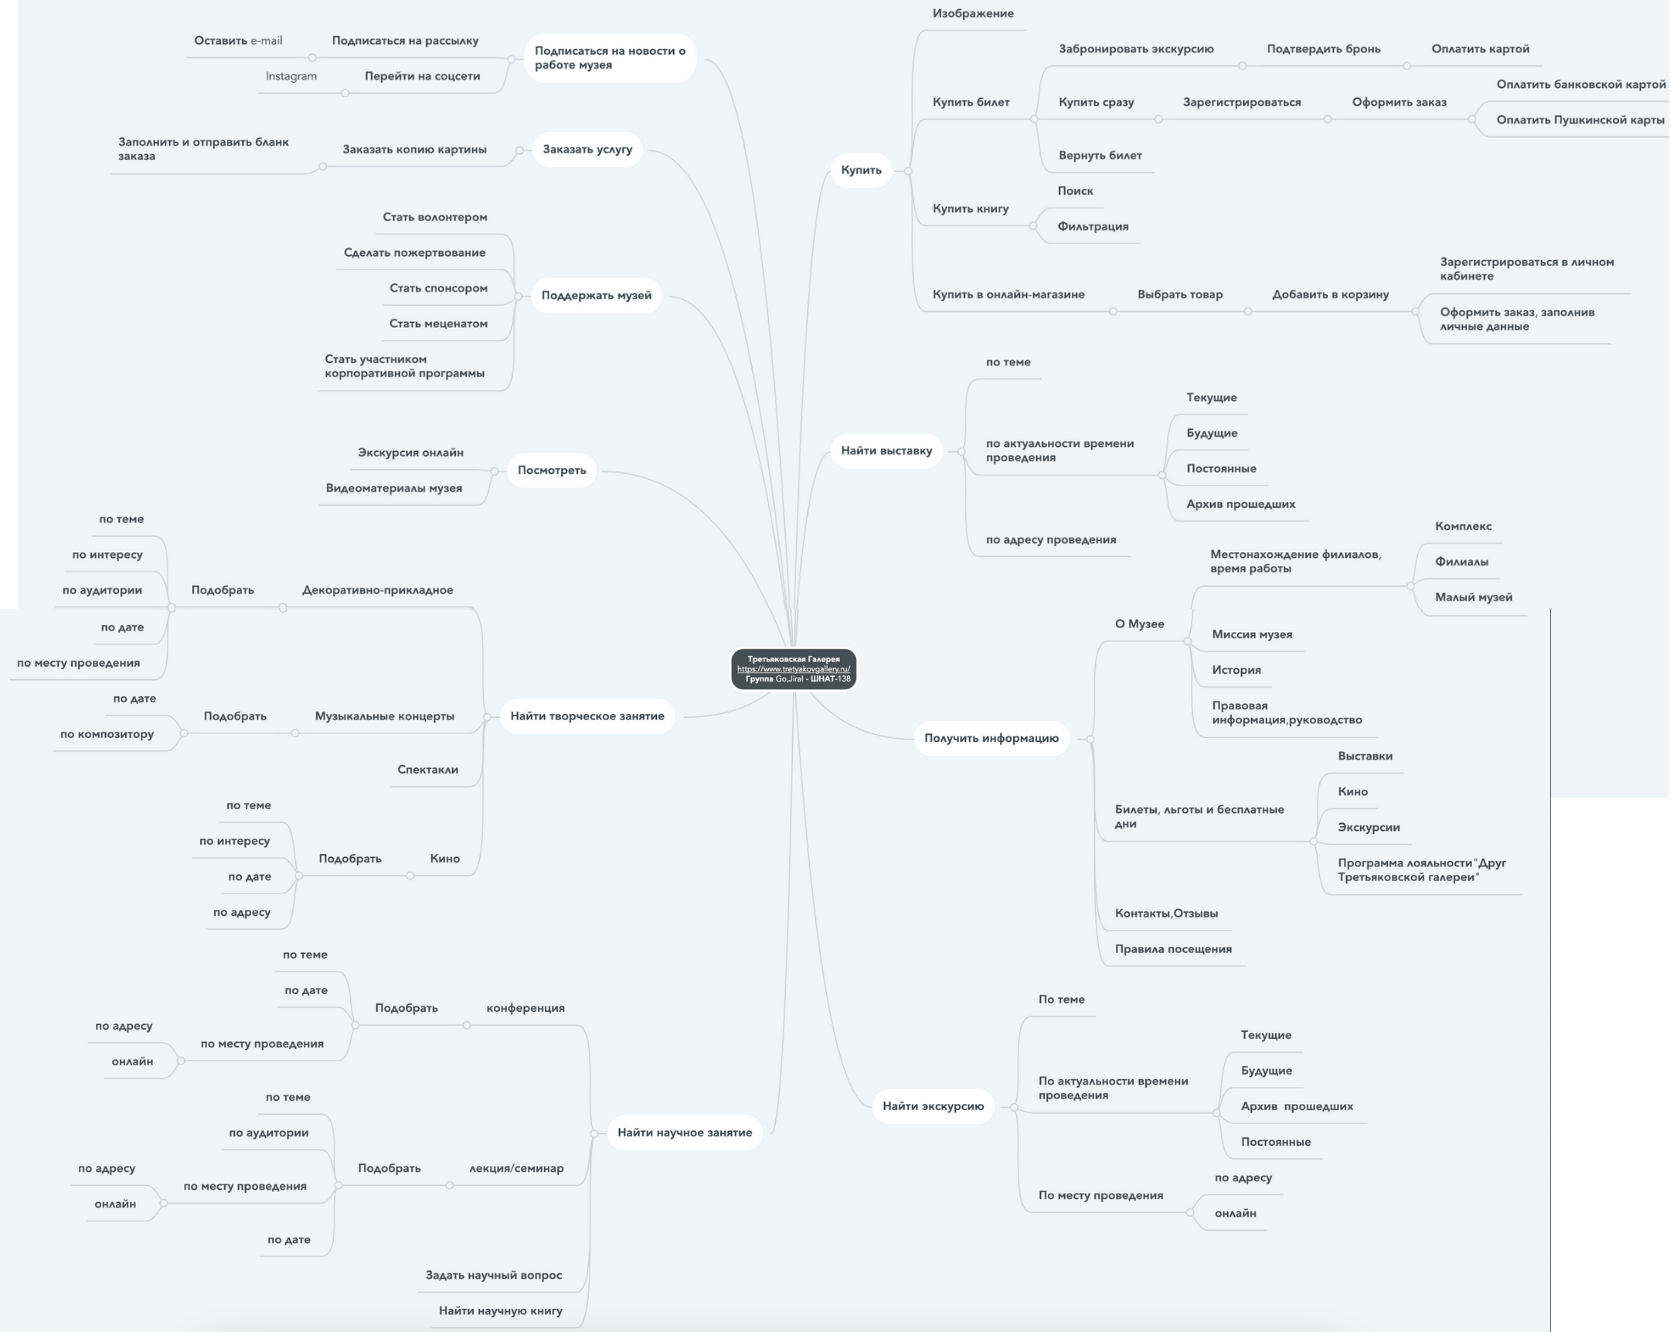 Третьяковская Галерея
https://www.tretyakovgallery.ru/
Группа Go,Jira! - ШНАТ-138
Подписаться на новости о
работе музея
Подписаться на рассылку
Оставить e-mail
Перейти на соцсети
Instagram
Заказать услугу
Заказать копию картины
Заполнить и отправить бланк
заказа
Поддержать музей
Стать волонтером
Сделать пожертвование
Стать спонсором
Стать меценатом
Стать участником
корпоративной программы
Посмотреть
Экскурсия онлайн
Видеоматериалы музея
Найти творческое занятие
Декоративно-прикладное
Подобрать
по теме
по интересу
по аудитории
по дате
по месту проведения
Музыкальные концерты
Подобрать
по дате
по композитору
Спектакли
Кино
Подобрать
по теме
по интересу
по дате
по адресу
Найти научное занятие
конференция
Подобрать
по теме
по дате
по месту проведения
по адресу
онлайн
лекция/семинар
Подобрать
по теме
по аудитории
по месту проведения
по адресу
онлайн
по дате
Задать научный вопрос
Найти научную книгу
Купить
Изображение
Купить билет
Забронировать экскурсию
Подтвердить бронь
Оплатить картой
Купить сразу
Зарегистрироваться
Оформить заказ
Оплатить банковской картой
Оплатить Пушкинской карты
Вернуть билет
Купить книгу
Поиск
Фильтрация
Купить в онлайн-магазине
Выбрать товар
Добавить в корзину
Зарегистрироваться в личном
кабинете
Оформить заказ, заполнив
личные данные
Найти выставку
по теме
по актуальности времени
проведения
Текущие
Будущие
Постоянные
Архив прошедших
по адресу проведения
Получить информацию
О Музее
Местонахождение филиалов,
время работы
Комплекс
Филиалы
Малый музей
Миссия музея
История
Правовая
информация,руководство
Билеты, льготы и бесплатные
дни
Выставки
Кино
Экскурсии
Программа лояльности"Друг
Третьяковской галереи"
Контакты,Отзывы
Правила посещения
Найти экскурсию
По теме
По актуальности времени
проведения
Текущие
Будущие
Архив прошедших
Постоянные
По месту проведения
по адресу
онлайн